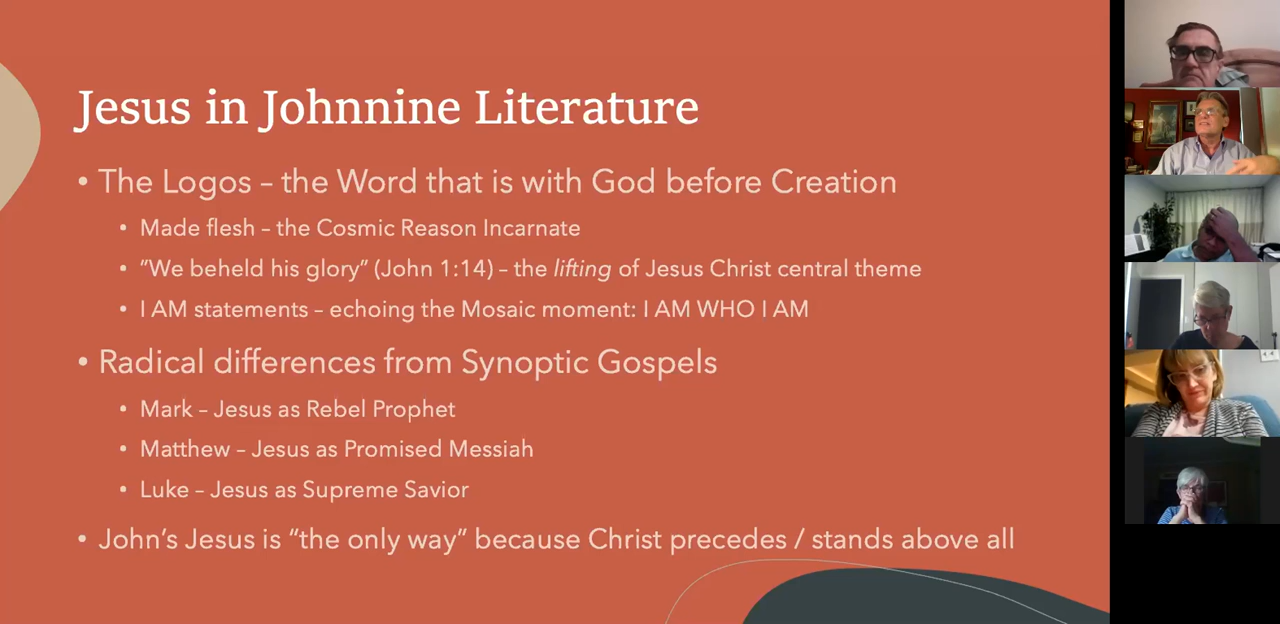 Jesus in Johnnine Literature
• The Logos – the Word that is with God before Creation
• Made flesh – the Cosmic Reason Incarnate
• "We beheld his glory" (John 1:14) – the lifting of Jesus Christ central theme
• I AM statements – echoing the Mosaic moment: I AM WHO I AM
• Radical differences from Synoptic Gospels
• Mark – Jesus as Rebel Prophet
• Matthew – Jesus as Promised Messiah
• Luke – Jesus as Supreme Savior
• John's Jesus is "the only way" because Christ precedes / stands above all